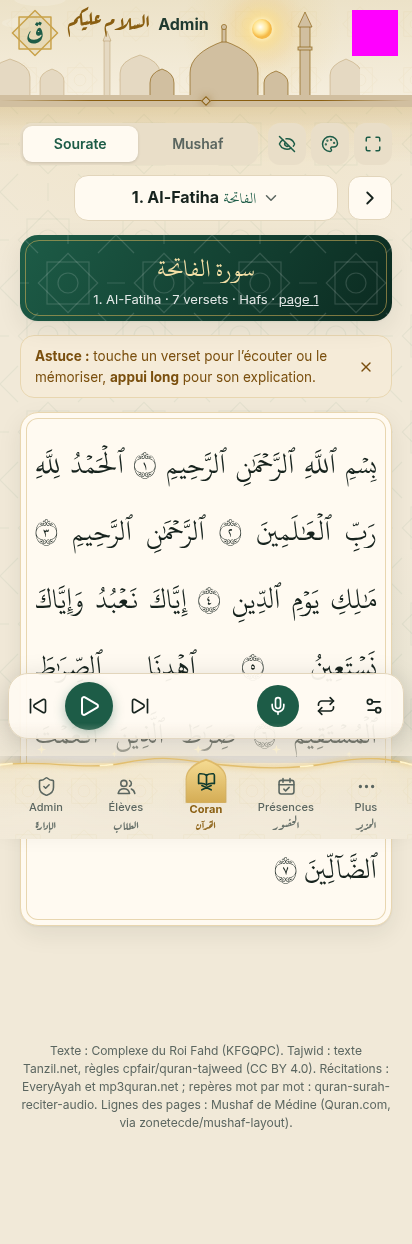 ق
السلام عليكم Admin
Sourate
Mushaf
1. Al-Fatiha الفاتحة
سورة الفاتحة
1. Al-Fatiha · 7 versets · Hafs · page 1
Astuce : touche un verset pour l’écouter ou le
mémoriser, appui long pour son explication.
بِسْمِ ٱللَّهِ ٱلرَّحْمَٰنِ ٱلرَّحِيمِ ١ ٱلْحَمْدُ لِلَّهِ
رَبِّ ٱلْعَٰلَمِينَ ٢ ٱلرَّحْمَٰنِ ٱلرَّحِيمِ ٣
مَٰلِكِ يَوْمِ ٱلدِّينِ ٤ إِيَّاكَ نَعْبُدُ وَإِيَّاكَ
نَسْتَعِينُ ٥ ٱهْدِنَا ٱلصِّرَٰطَ
ٱلْمُسْتَقِيمَ صِرَٰطَ ٱلَّذِينَ أَنْعَمْتَ
Admin
Élèves
Coran
Présences
Plus
الإدارة
الطلاب
القرآن
الحضور
المزيد
ٱلضَّآلِّينَ ٧
Texte : Complexe du Roi Fahd (KFGQPC). Tajwid : texte
Tanzil.net, règles cpfair/quran-tajweed (CC BY 4.0). Récitations :
EveryAyah et mp3quran.net ; repères mot par mot : quran-surah-
reciter-audio. Lignes des pages : Mushaf de Médine (Quran.com,
via zonetecde/mushaf-layout).